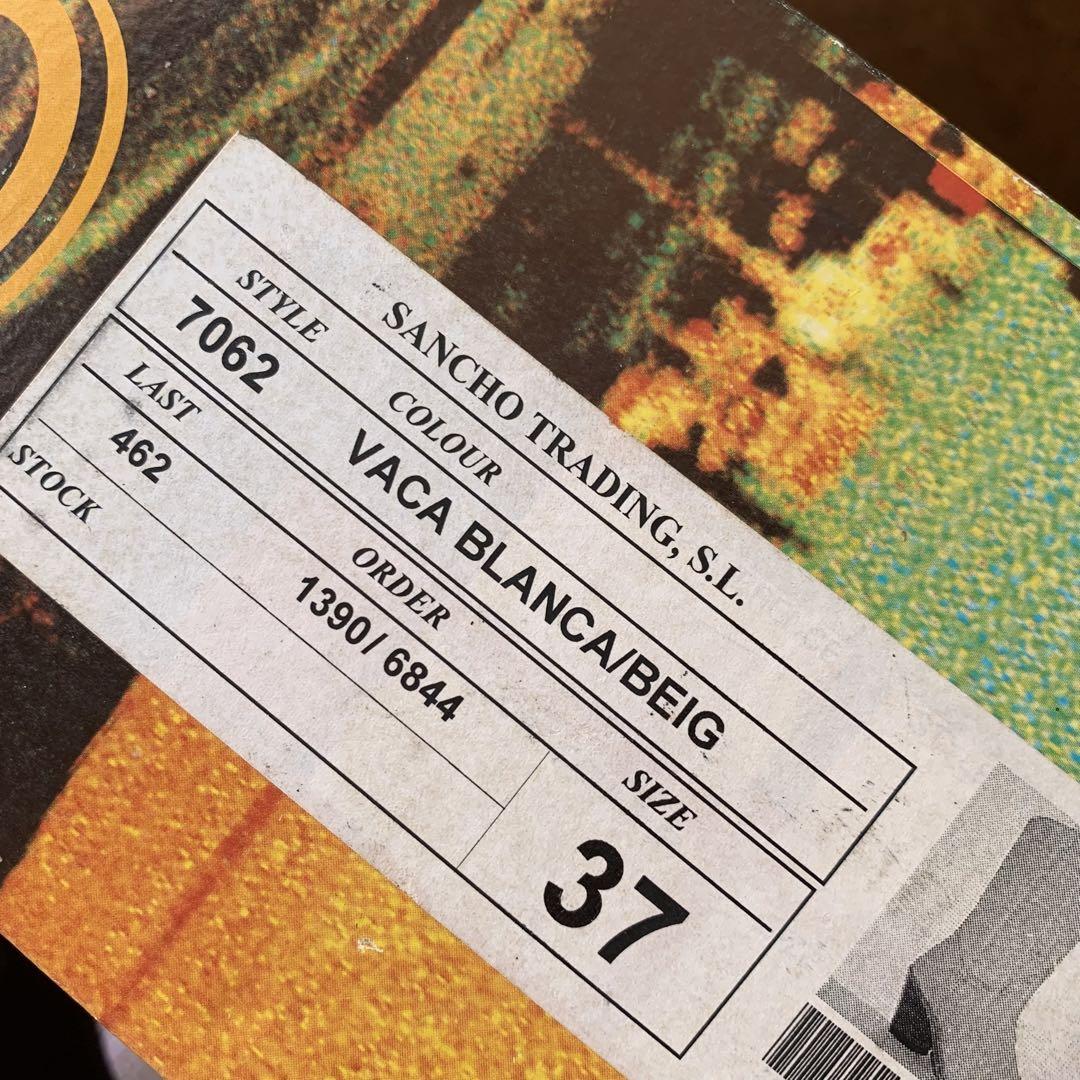 SANCHO TRADING, S.L.
STYLE COLOUR
7062 VACA BLANCA/BEIG
LAST ORDER SIZE
462 1390/ 6844 37
STOCK